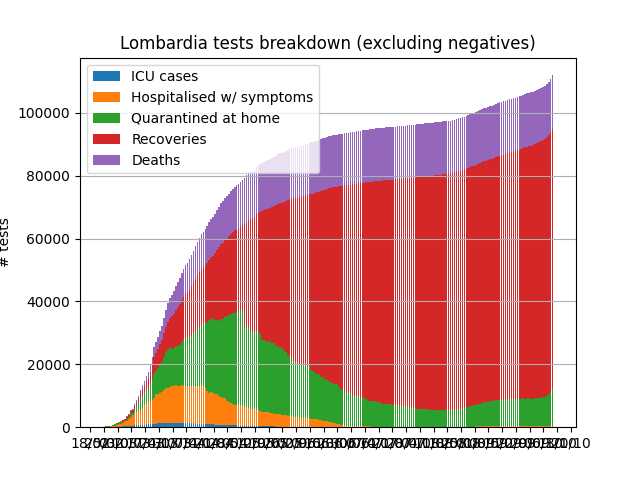 Lombardia tests breakdown (excluding negatives)
ICU cases
Hospitalised w/ symptoms
Quarantined at home
Recoveries
Deaths
# tests
100000
80000
60000
40000
20000
0